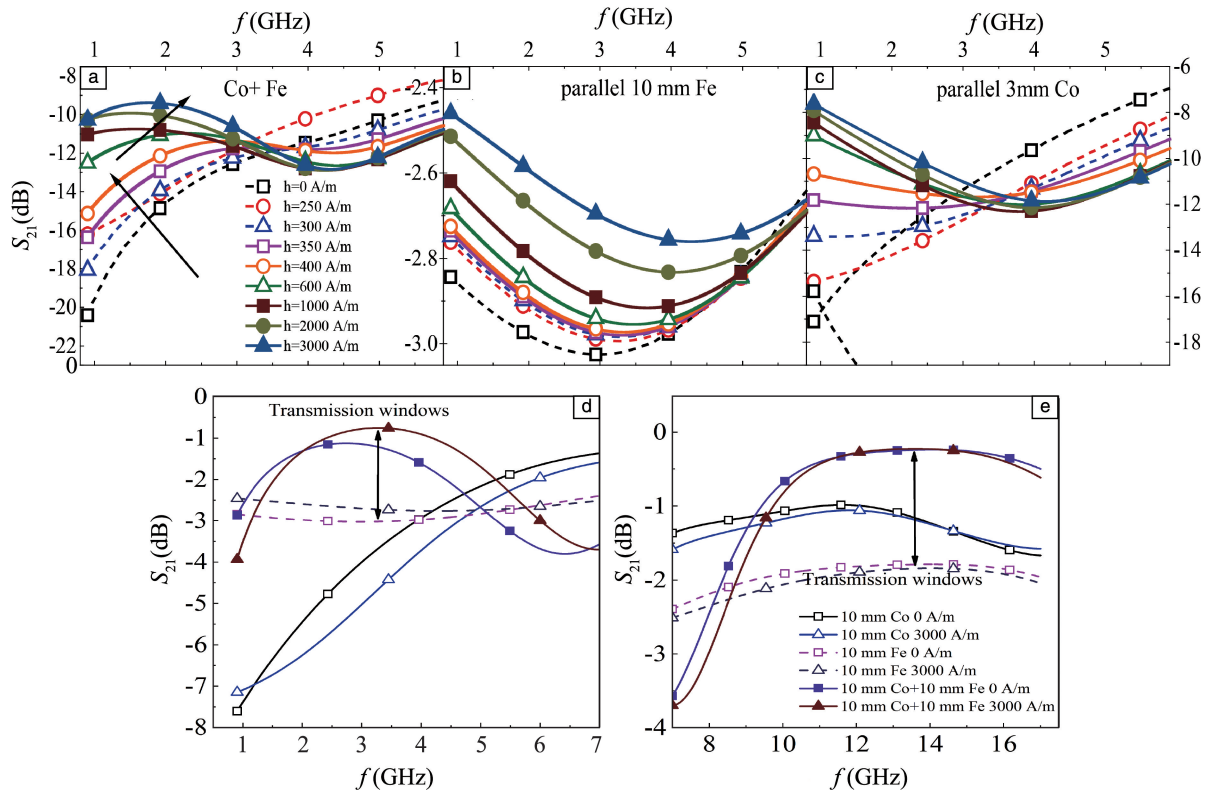 f (GHz) f (GHz) f (GHz)
1 2 3 4 5 1 2 3 4 5 1 3 5
a Co+ Fe
-8
-10
-12
-14
-16
-18
-20
-22
0
S21(dB)
h=0 A/m
h=250 A/m
h=300 A/m
h=350 A/m
h=400 A/m
h=600 A/m
h=1000 A/m
h=2000 A/m
h=3000 A/m
b parallel 10 mm Fe
-2.4
-2.6
-2.8
-3.0
c parallel 3mm Co
-6
-8
-10
-12
-14
-16
-18
d
Transmission windows
0
-1
-2
-3
-4
-5
-6
-7
-8
S21(dB)
1 2 3 4 5 6 7
f (GHz)
e
0
-1
-2
-3
-4
S21(dB)
Transmission windows
10 mm Co 0 A/m
10 mm Co 3000 A/m
10 mm Fe 0 A/m
10 mm Fe 3000 A/m
10 mm Co+10 mm Fe 0 A/m
10 mm Co+10 mm Fe 3000 A/m
8 10 12 14 16
f (GHz)